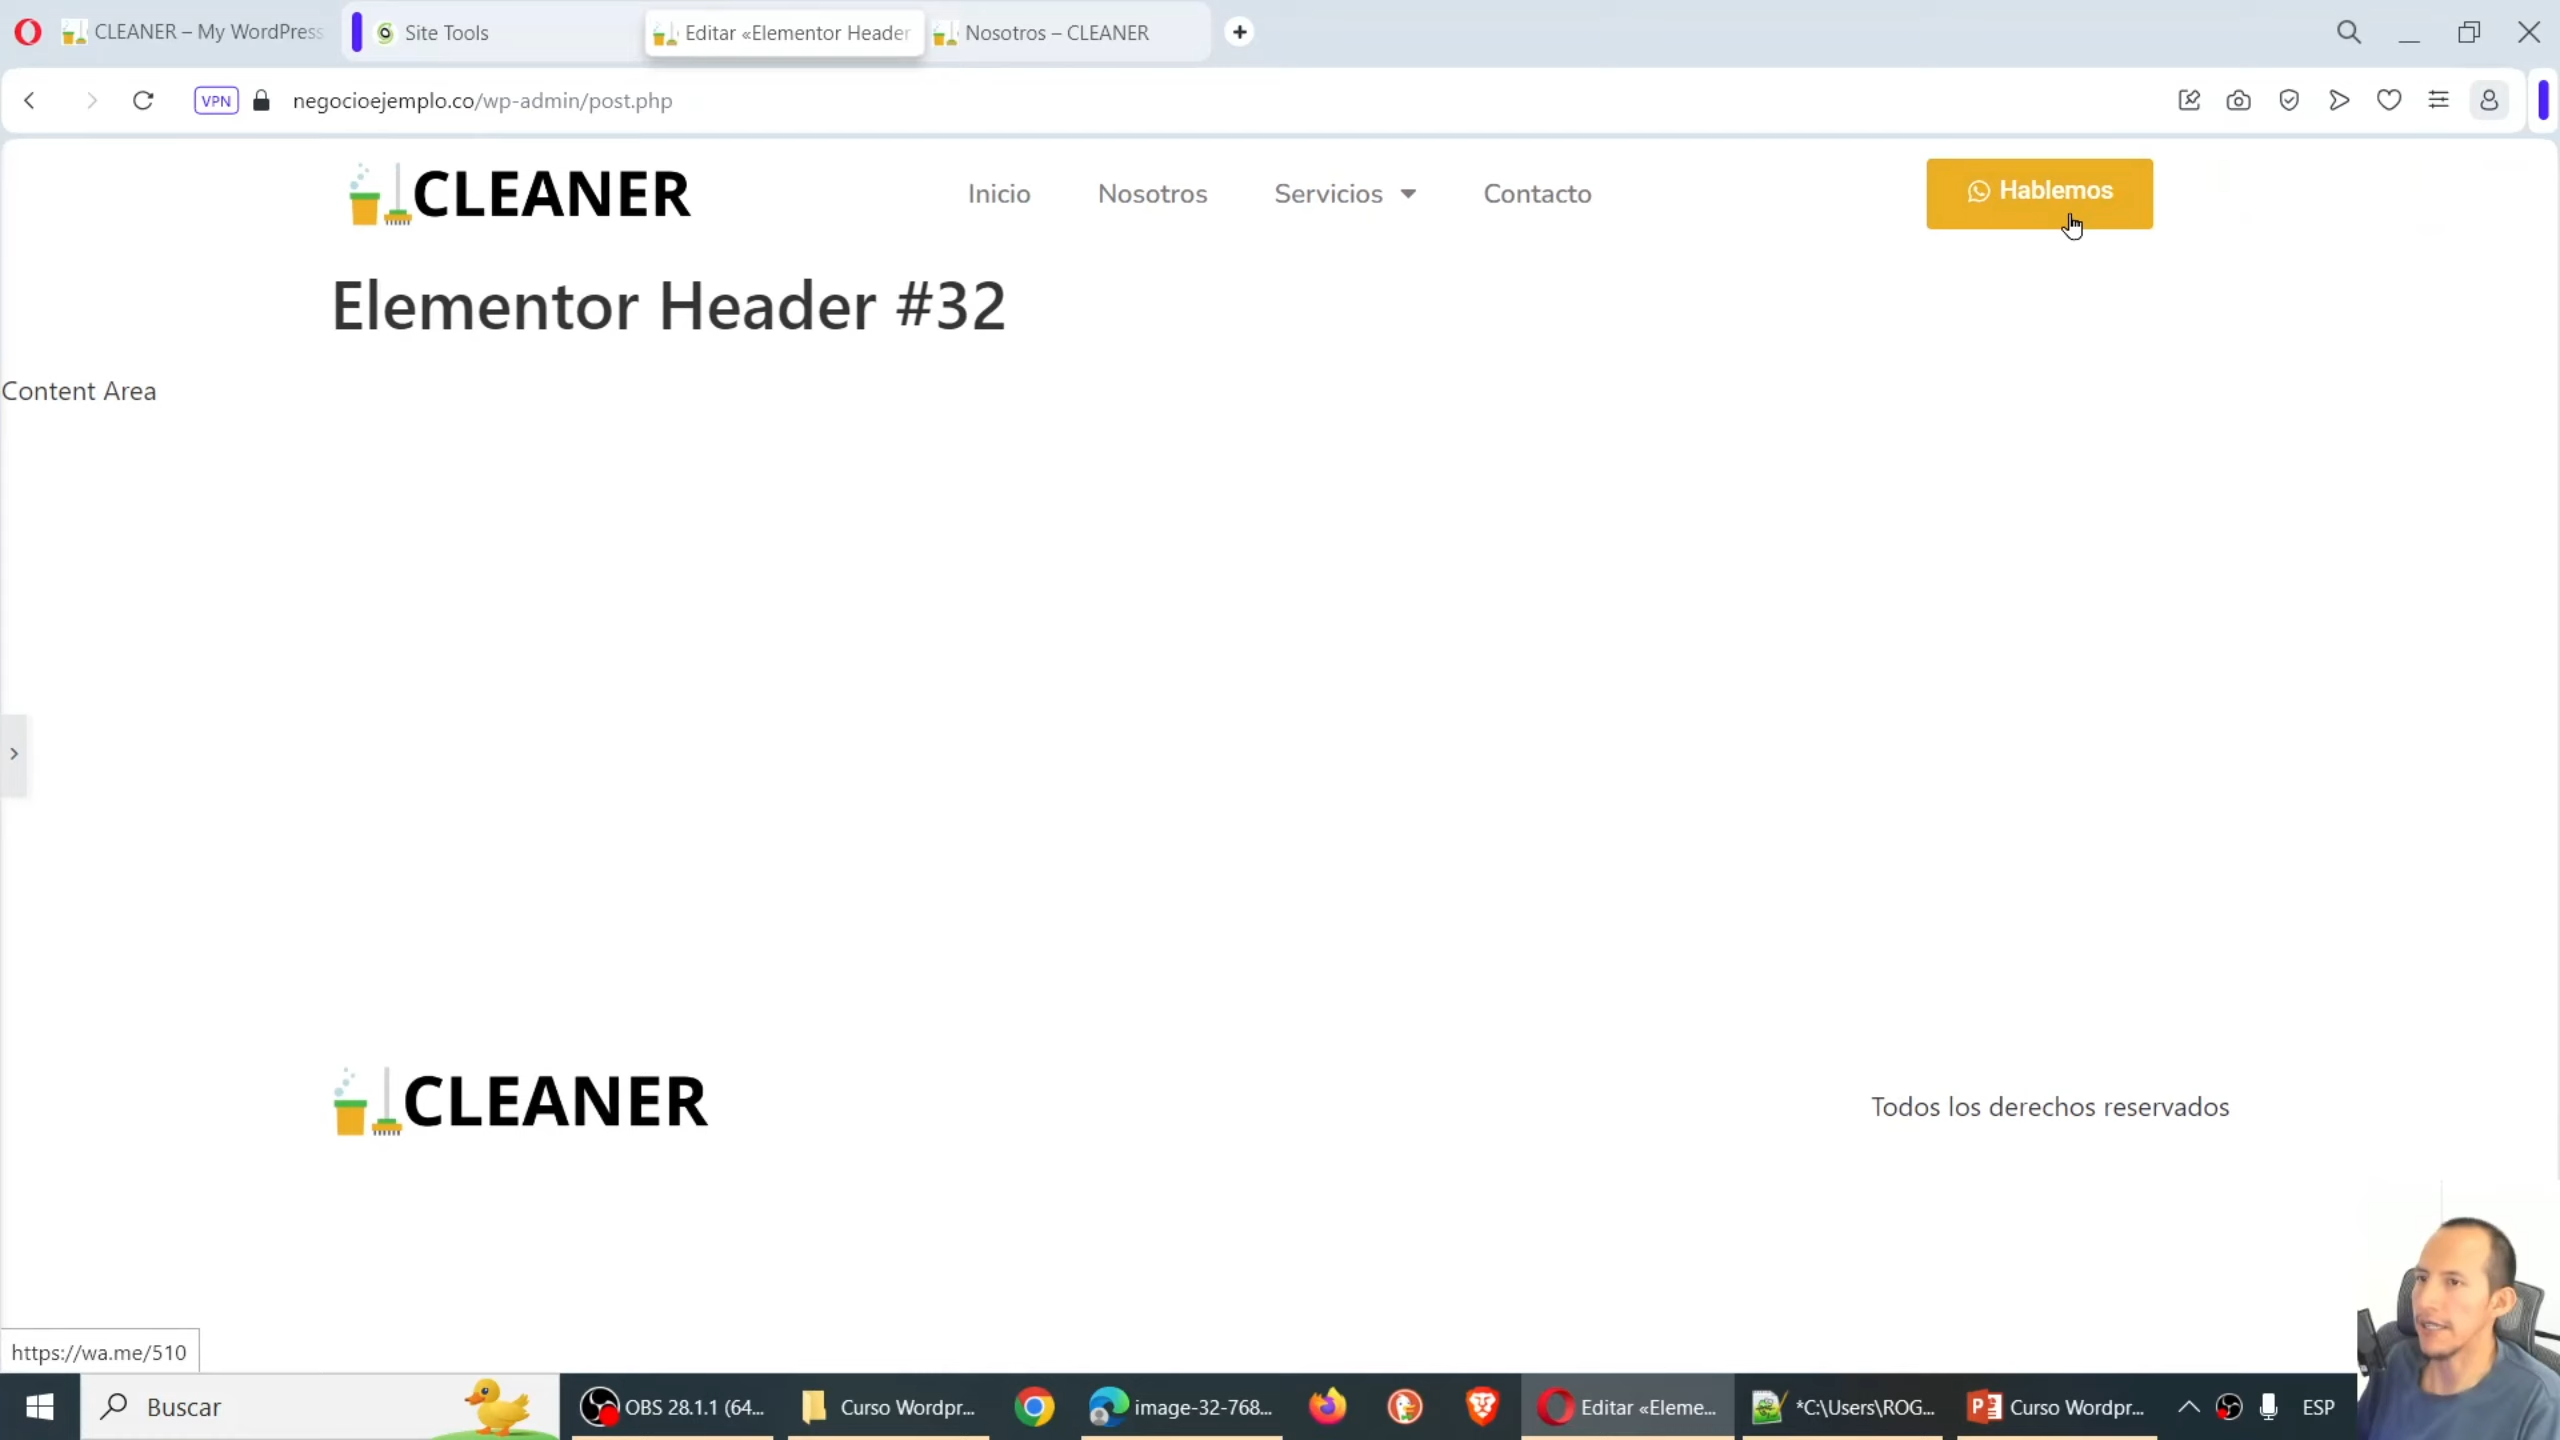 CLEANER – My WordPress
Site Tools
Editar «Elementor Header
Nosotros – CLEANER
VPN
negocioejemplo.co/wp-admin/post.php
CLEANER
Inicio
Nosotros
Servicios
Contacto
Hablemos
Elementor Header #32
Content Area
CLEANER
Todos los derechos reservados
https://wa.me/510
Buscar
OBS 28.1.1 (64...
Curso Wordpr...
image-32-768...
Editar «Eleme...
*C:\Users\ROG...
Curso Wordpr...
ESP